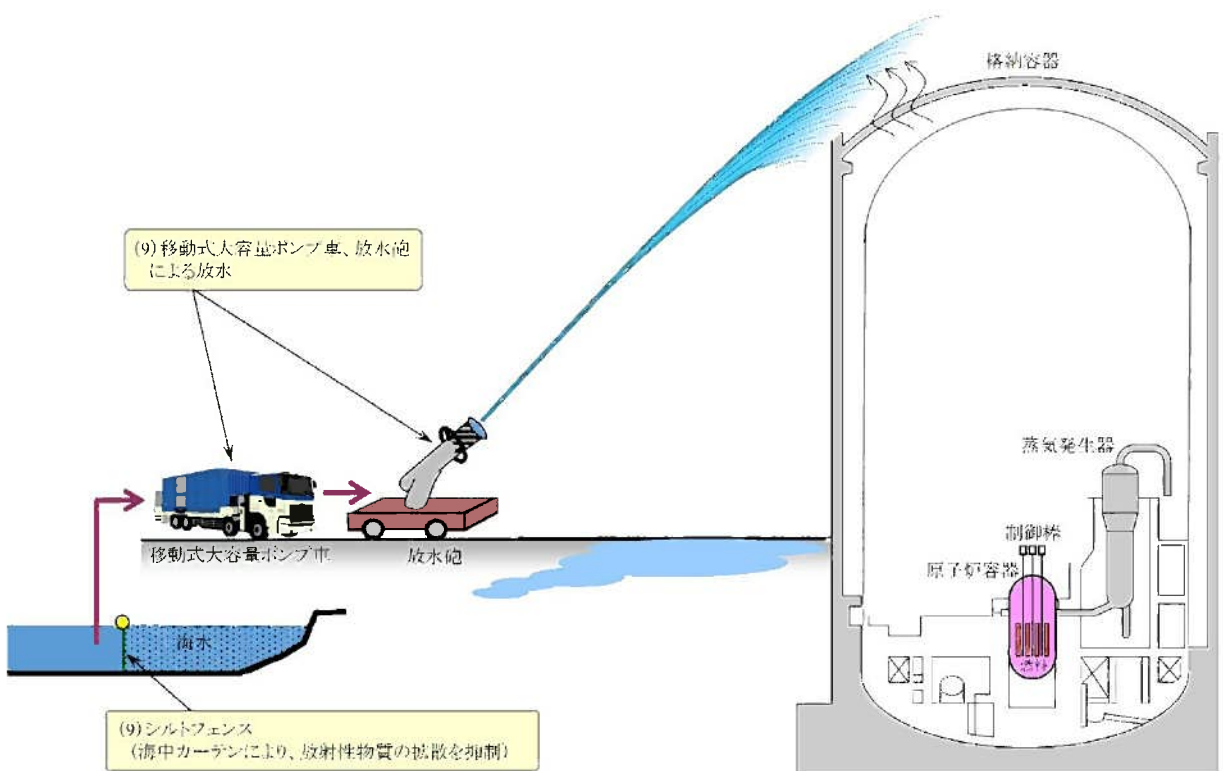 格納容器
(9)移動式大容量ポンプ車、放水砲
による放水
蒸気発生器
制御棒
原子炉容器
移動式大容量ポンプ車
放水砲
海水
燃料
(9)シルトフェンス
(海中カーテンにより、放射性物質の拡散を抑制)